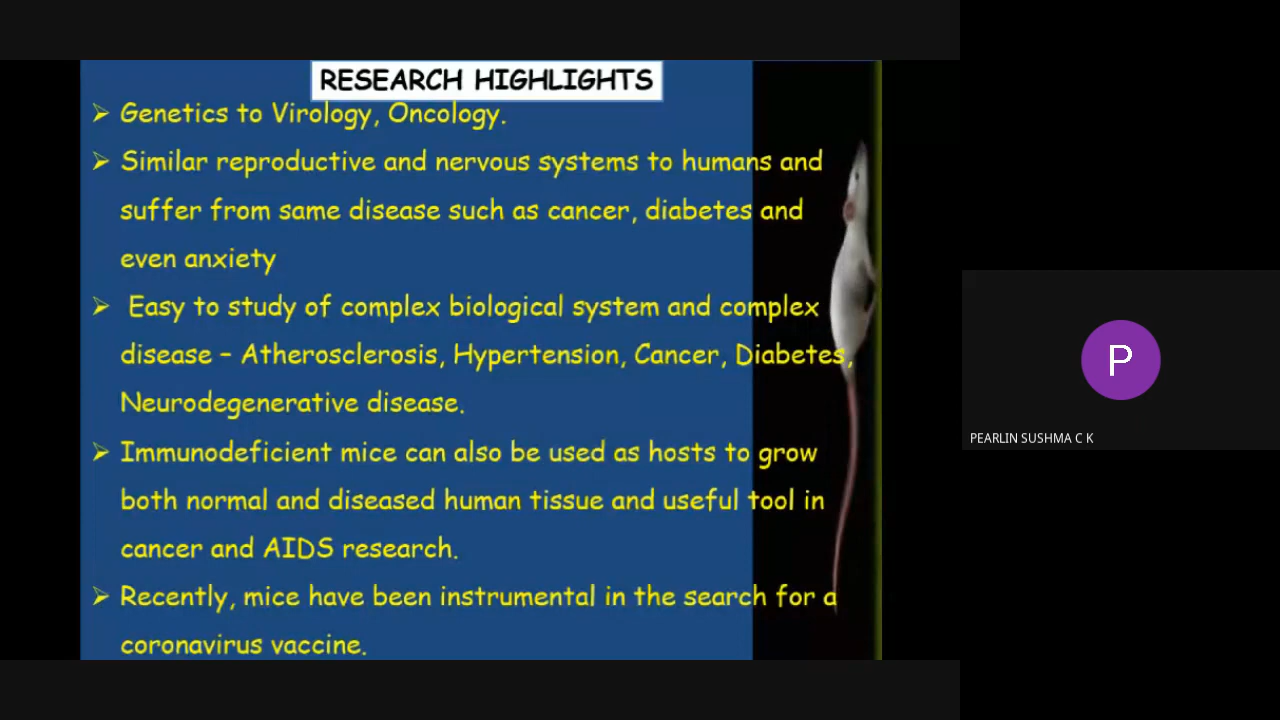 RESEARCH HIGHLIGHTS
➢ Genetics to Virology, Oncology.
➢ Similar reproductive and nervous systems to humans and
suffer from same disease such as cancer, diabetes and
even anxiety
➢ Easy to study of complex biological system and complex
disease – Atherosclerosis, Hypertension, Cancer, Diabetes,
Neurodegenerative disease.
➢ Immunodeficient mice can also be used as hosts to grow
both normal and diseased human tissue and useful tool in
cancer and AIDS research.
➢ Recently, mice have been instrumental in the search for a
coronavirus vaccine.
P
PEARLIN SUSHMA C K